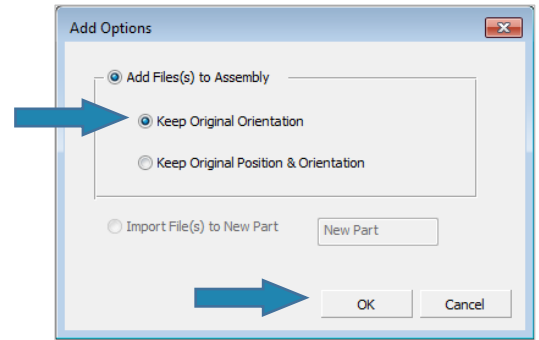 Add Options
Add Files(s) to Assembly
Keep Original Orientation
Keep Original Position & Orientation
Import File(s) to New Part
New Part
OK
Cancel